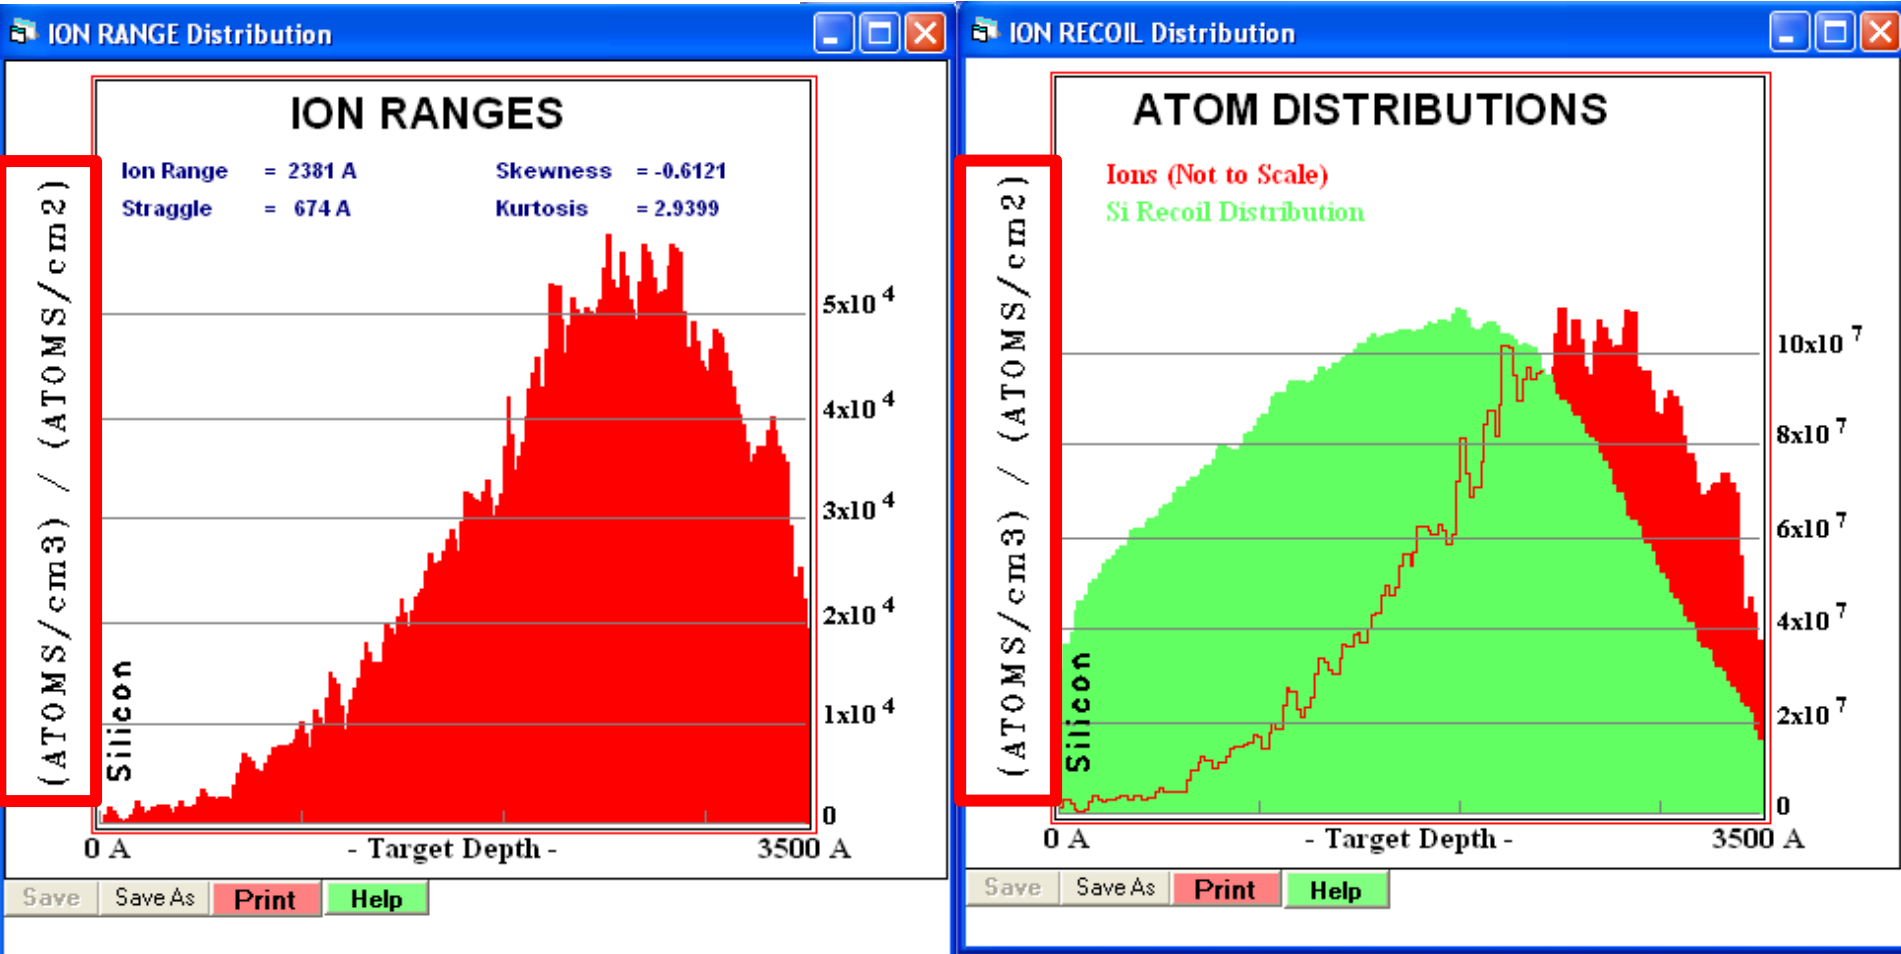 ION RANGE Distribution
ION RANGES
Ion Range = 2381 A Skewness = -0.6121
Straggle = 674 A Kurtosis = 2.9399
(ATOMS/cm3) / (ATOMS/cm2)
5x10 4
4x10 4
3x10 4
2x10 4
1x10 4
0
Silicon
0 A - Target Depth - 3500 A
Save Save As Print Help
ION RECOIL Distribution
ATOM DISTRIBUTIONS
Ions (Not to Scale)
Si Recoil Distribution
(ATOMS/cm3) / (ATOMS/cm2)
10x10 7
8x10 7
6x10 7
4x10 7
2x10 7
0
Silicon
0 A - Target Depth - 3500 A
Save Save As Print Help